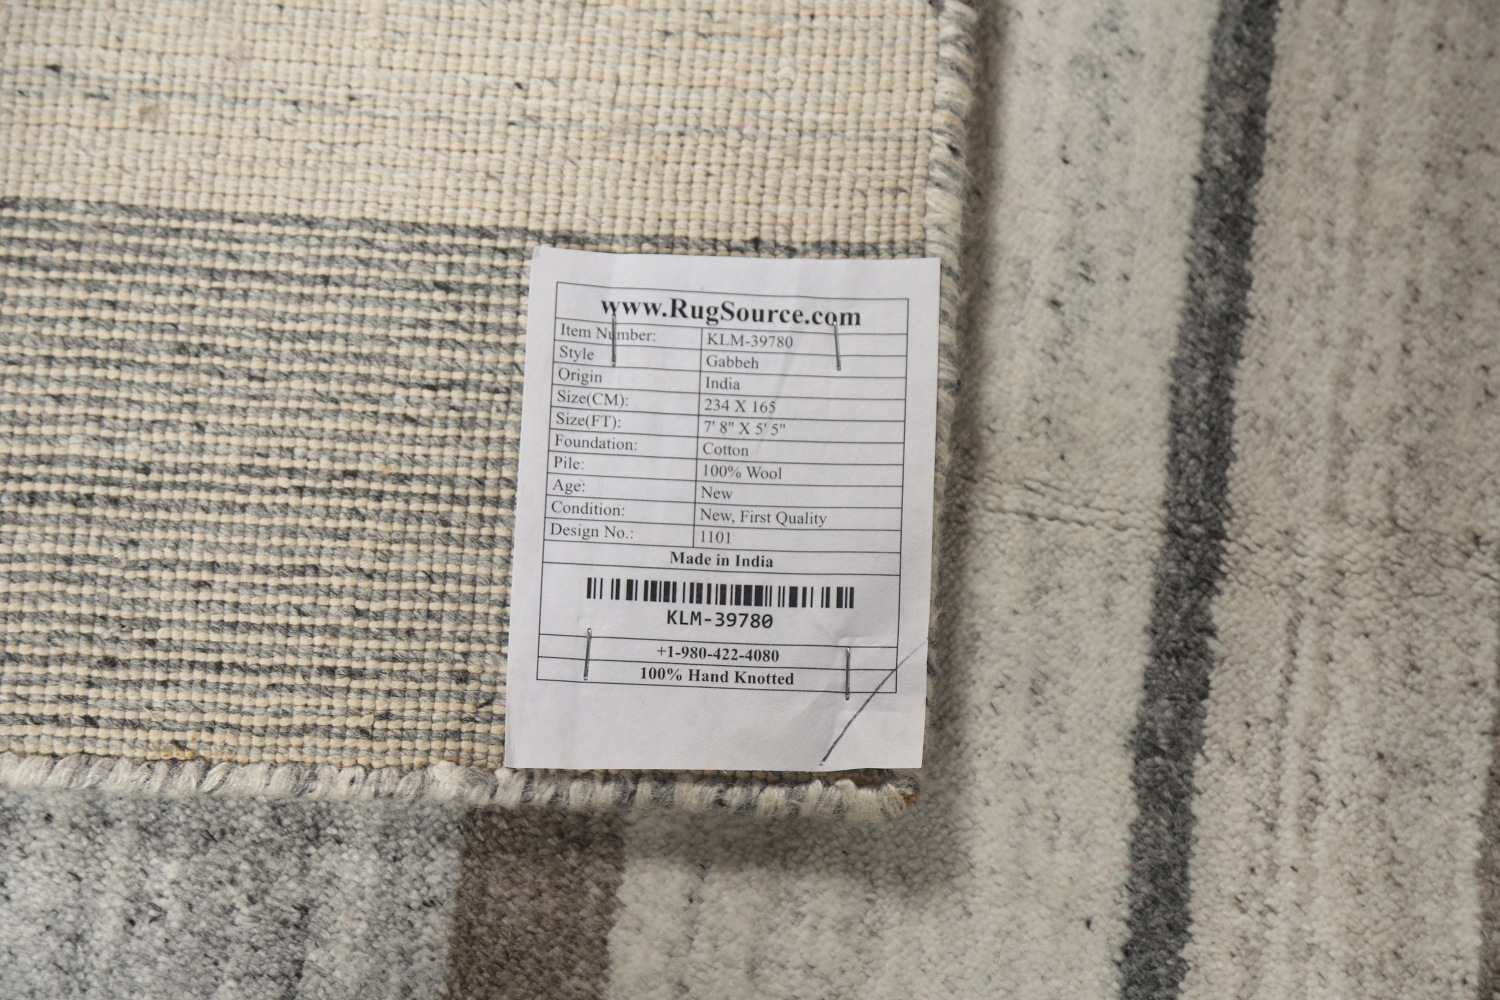 www.RugSource.com
Item Number: KLM-39780
Style Gabbeh
Origin India
Size(CM): 234 X 165
Size(FT): 7' 8" X 5' 5"
Foundation: Cotton
Pile: 100% Wool
Age: New
Condition: New, First Quality
Design No.: 1101
Made in India
KLM-39780
+1-980-422-4080
100% Hand Knotted